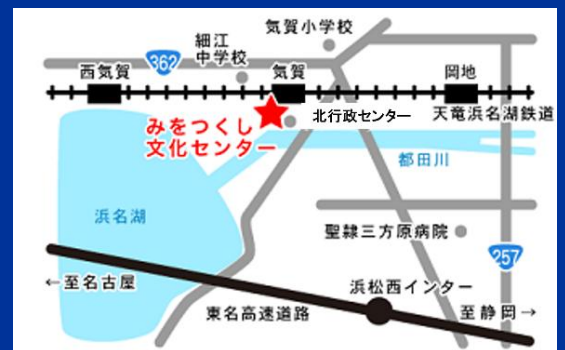 気賀小学校
細江
中学校
362
西気賀
気賀
岡地
みをつくし
文化センター
北行政センター
天竜浜名湖鉄道
都田川
浜名湖
聖隷三方原病院
257
←至名古屋
浜松西インター
東名高速道路
至静岡→